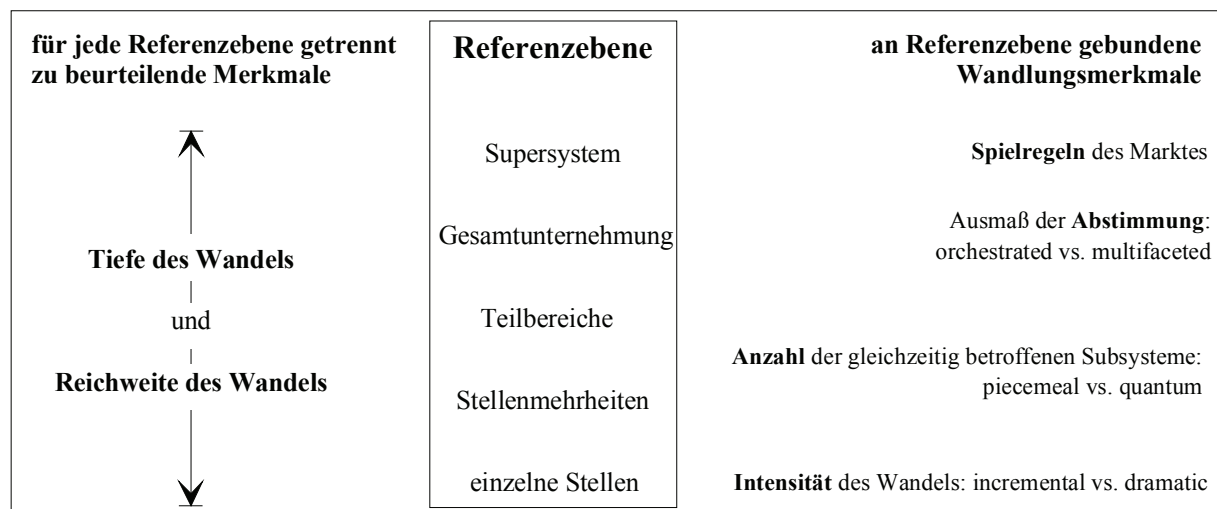 für jede Referenzebene getrennt
zu beurteilende Merkmale
Tiefe des Wandels
und
Reichweite des Wandels
Referenzebene
Supersystem
Gesamtunternehmung
Teilbereiche
Stellenmehrheiten
einzelne Stellen
an Referenzebene gebundene
Wandlungsmerkmale
Spielregeln des Marktes
Ausmaß der Abstimmung:
orchestrated vs. multifaceted
Anzahl der gleichzeitig betroffenen Subsysteme:
piecemeal vs. quantum
Intensität des Wandels: incremental vs. dramatic